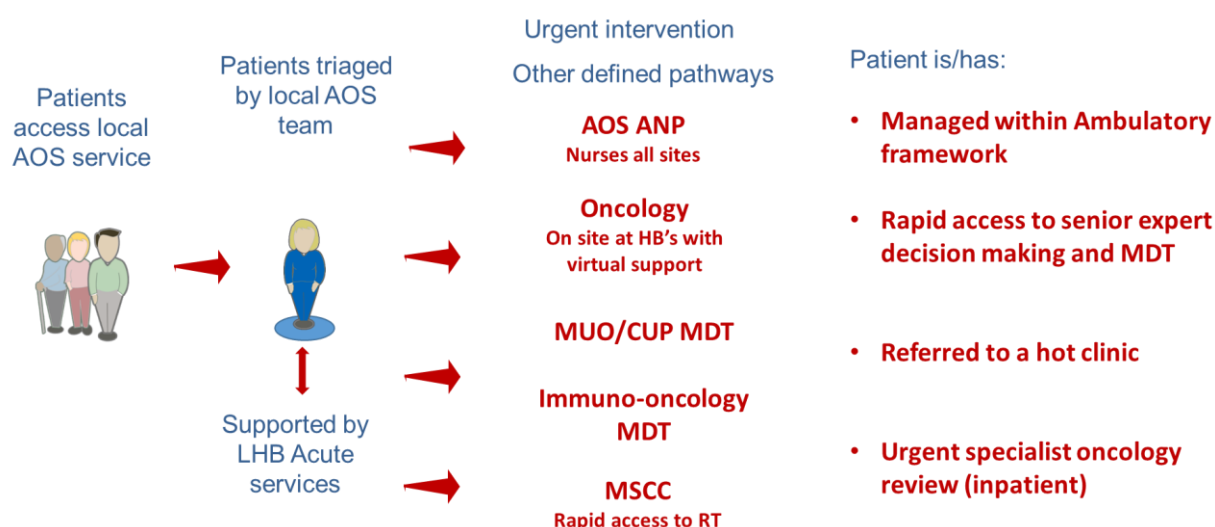 Patients
access local
AOS service
Patients triaged
by local AOS
team
Supported by
LHB Acute
services
Urgent intervention
Other defined pathways
AOS ANP
Nurses all sites
Oncology
On site at HB's with
virtual support
MUO/CUP MDT
Immuno-oncology
MDT
MSCC
Rapid access to RT
Patient is/has:
• Managed within Ambulatory
framework
• Rapid access to senior expert
decision making and MDT
• Referred to a hot clinic
• Urgent specialist oncology
review (inpatient)